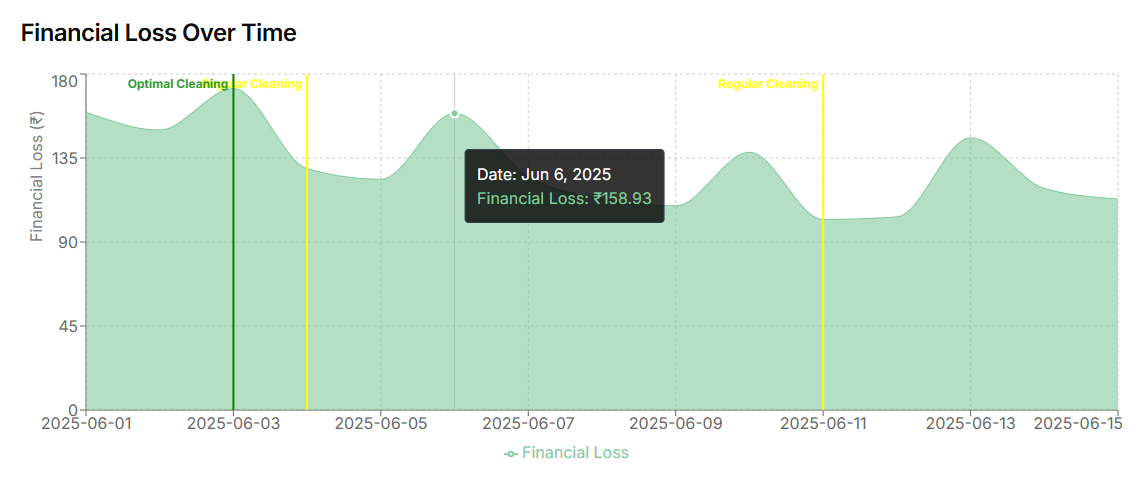 Financial Loss Over Time
180
Optimal Cleaning
Regular Cleaning
Regular Cleaning
Financial Loss (₹)
135
90
45
0
Date: Jun 6, 2025
Financial Loss: ₹158.93
2025-06-01 2025-06-03 2025-06-05 2025-06-07 2025-06-09 2025-06-11 2025-06-13 2025-06-15
Financial Loss